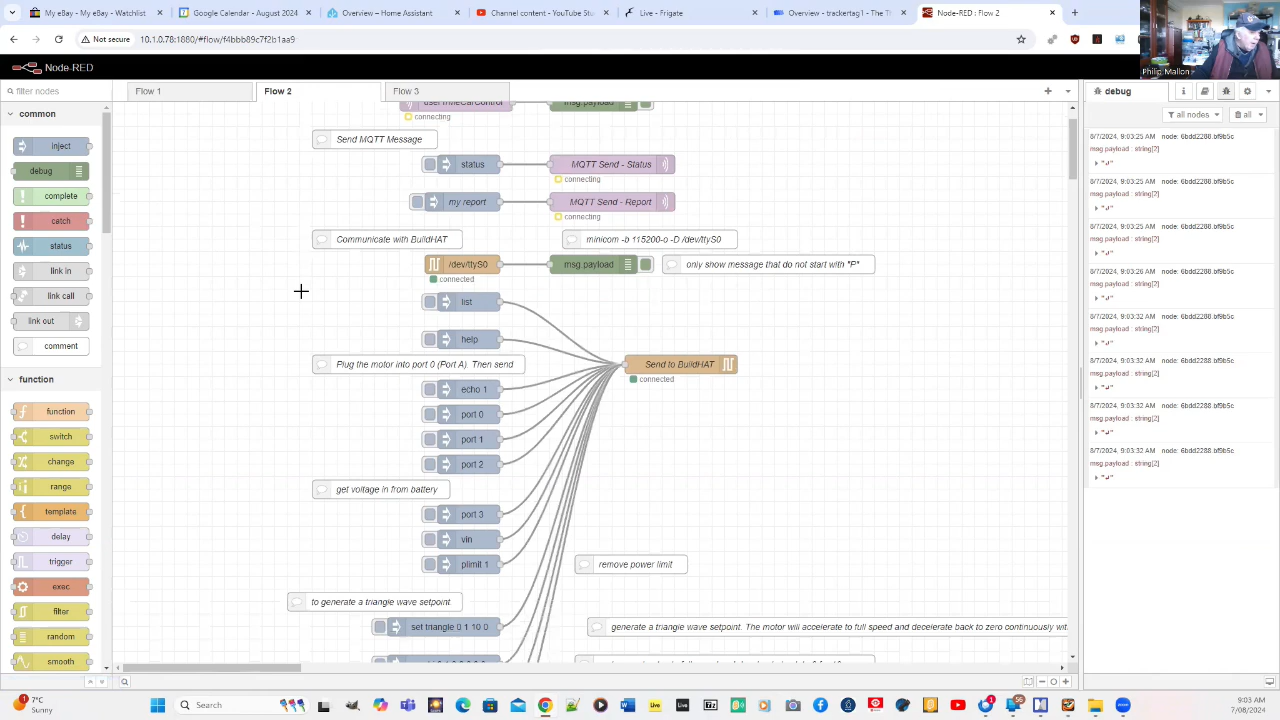 My eBay - My eBay - Watchlist
Google Calendar - August 2024
Overview – Home Assistant
Channel content - YouTube Stu
Live - Frigate
Overview - trackertag1 - The T
Node-RED : Flow 2
Not secure
10.1.0.78:1880/#flow/f4bbb89c7f2b1aa9
Philip Mallon
Node-RED
filter nodes
Flow 1
Flow 2
Flow 3
debug
all nodes
all
common
inject
debug
complete
catch
status
link in
link call
link out
comment
function
function
switch
change
range
template
delay
trigger
exec
filter
random
smooth
msg.payload
connecting
Send MQTT Message
status
MQTT Send - Status
connecting
my report
MQTT Send - Report
connecting
Communicate with BuildHAT
minicom -b 115200-o -D /dev/ttyS0
/dev/ttyS0
msg.payload
only show message that do not start with "P"
connected
list
help
Plug the motor into port 0 (Port A). Then send
Send to BuildHAT
connected
echo 1
port 0
port 1
port 2
get voltage in from battery
port 3
vin
plimit 1
remove power limit
to generate a triangle wave setpoint
set triangle 0 1 10 0
generate a triangle wave setpoint. The motor will accelerate to full speed and decelerate back to zero continuously wit
8/7/2024, 9:03:25 AM node: 6bdd2288.bf9b5c
msg.payload : string[2]
"↵"
8/7/2024, 9:03:25 AM node: 6bdd2288.bf9b5c
msg.payload : string[2]
"↵"
8/7/2024, 9:03:25 AM node: 6bdd2288.bf9b5c
msg.payload : string[2]
"↵"
8/7/2024, 9:03:26 AM node: 6bdd2288.bf9b5c
msg.payload : string[2]
"↵"
8/7/2024, 9:03:32 AM node: 6bdd2288.bf9b5c
msg.payload : string[2]
"↵"
8/7/2024, 9:03:32 AM node: 6bdd2288.bf9b5c
msg.payload : string[2]
"↵"
8/7/2024, 9:03:32 AM node: 6bdd2288.bf9b5c
msg.payload : string[2]
"↵"
8/7/2024, 9:03:32 AM node: 6bdd2288.bf9b5c
msg.payload : string[2]
"↵"
7°C
Sunny
Search
9:03 AM
7/08/2024